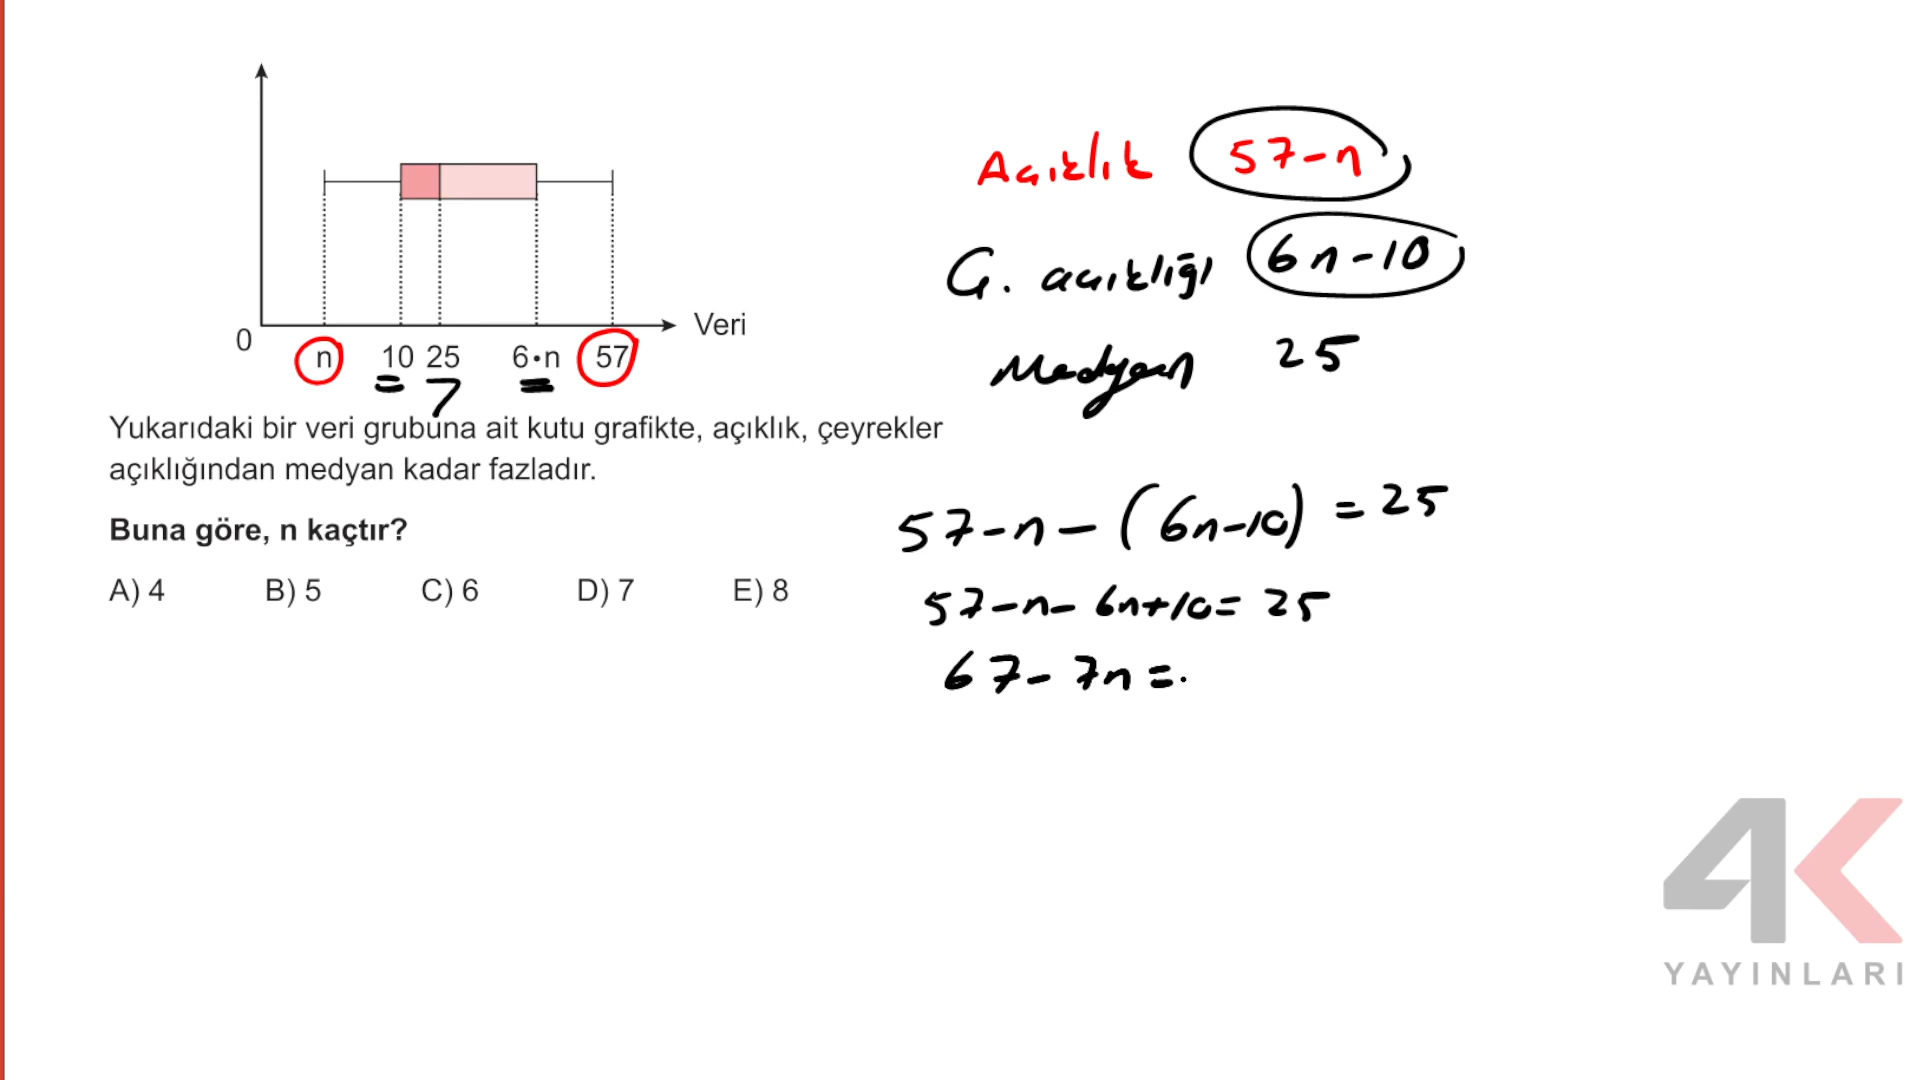 0
n 10 25 6·n 57
Veri
Yukarıdaki bir veri grubuna ait kutu grafikte, açıklık, çeyrekler
açıklığından medyan kadar fazladır.
Buna göre, n kaçtır?
A) 4 B) 5 C) 6 D) 7 E) 8
Açıklık 57-n
Ç. açıklığı 6n-10
Medyan 25
57-n-(6n-10) = 25
57-n-6n+10= 25
67-7n=
4K
YAYINLARI